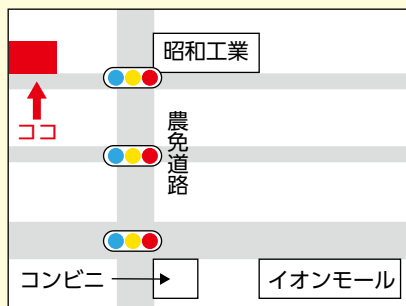 昭和工業
ココ
農免道路
コンビニ
イオンモール